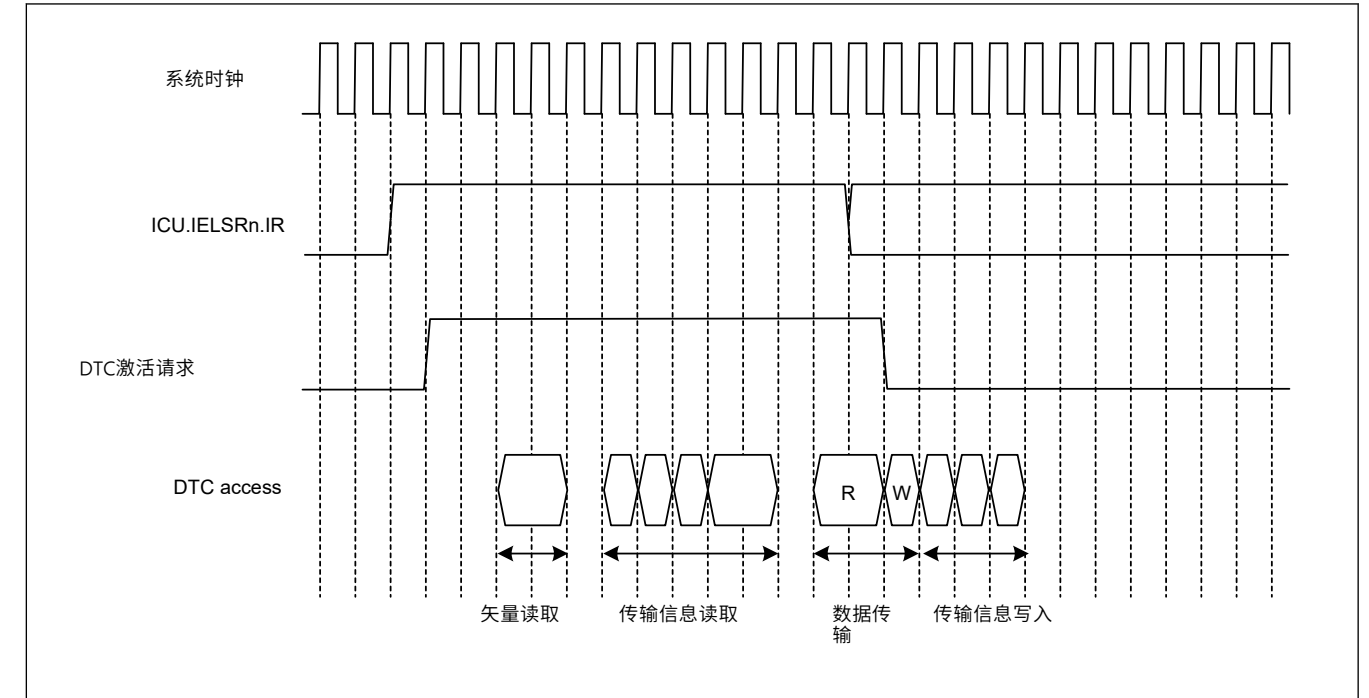 系统时钟
ICU.IELSRn.IR
DTC激活请求
DTC access
R
W
矢量读取
传输信息读取
数据传
输
传输信息写入